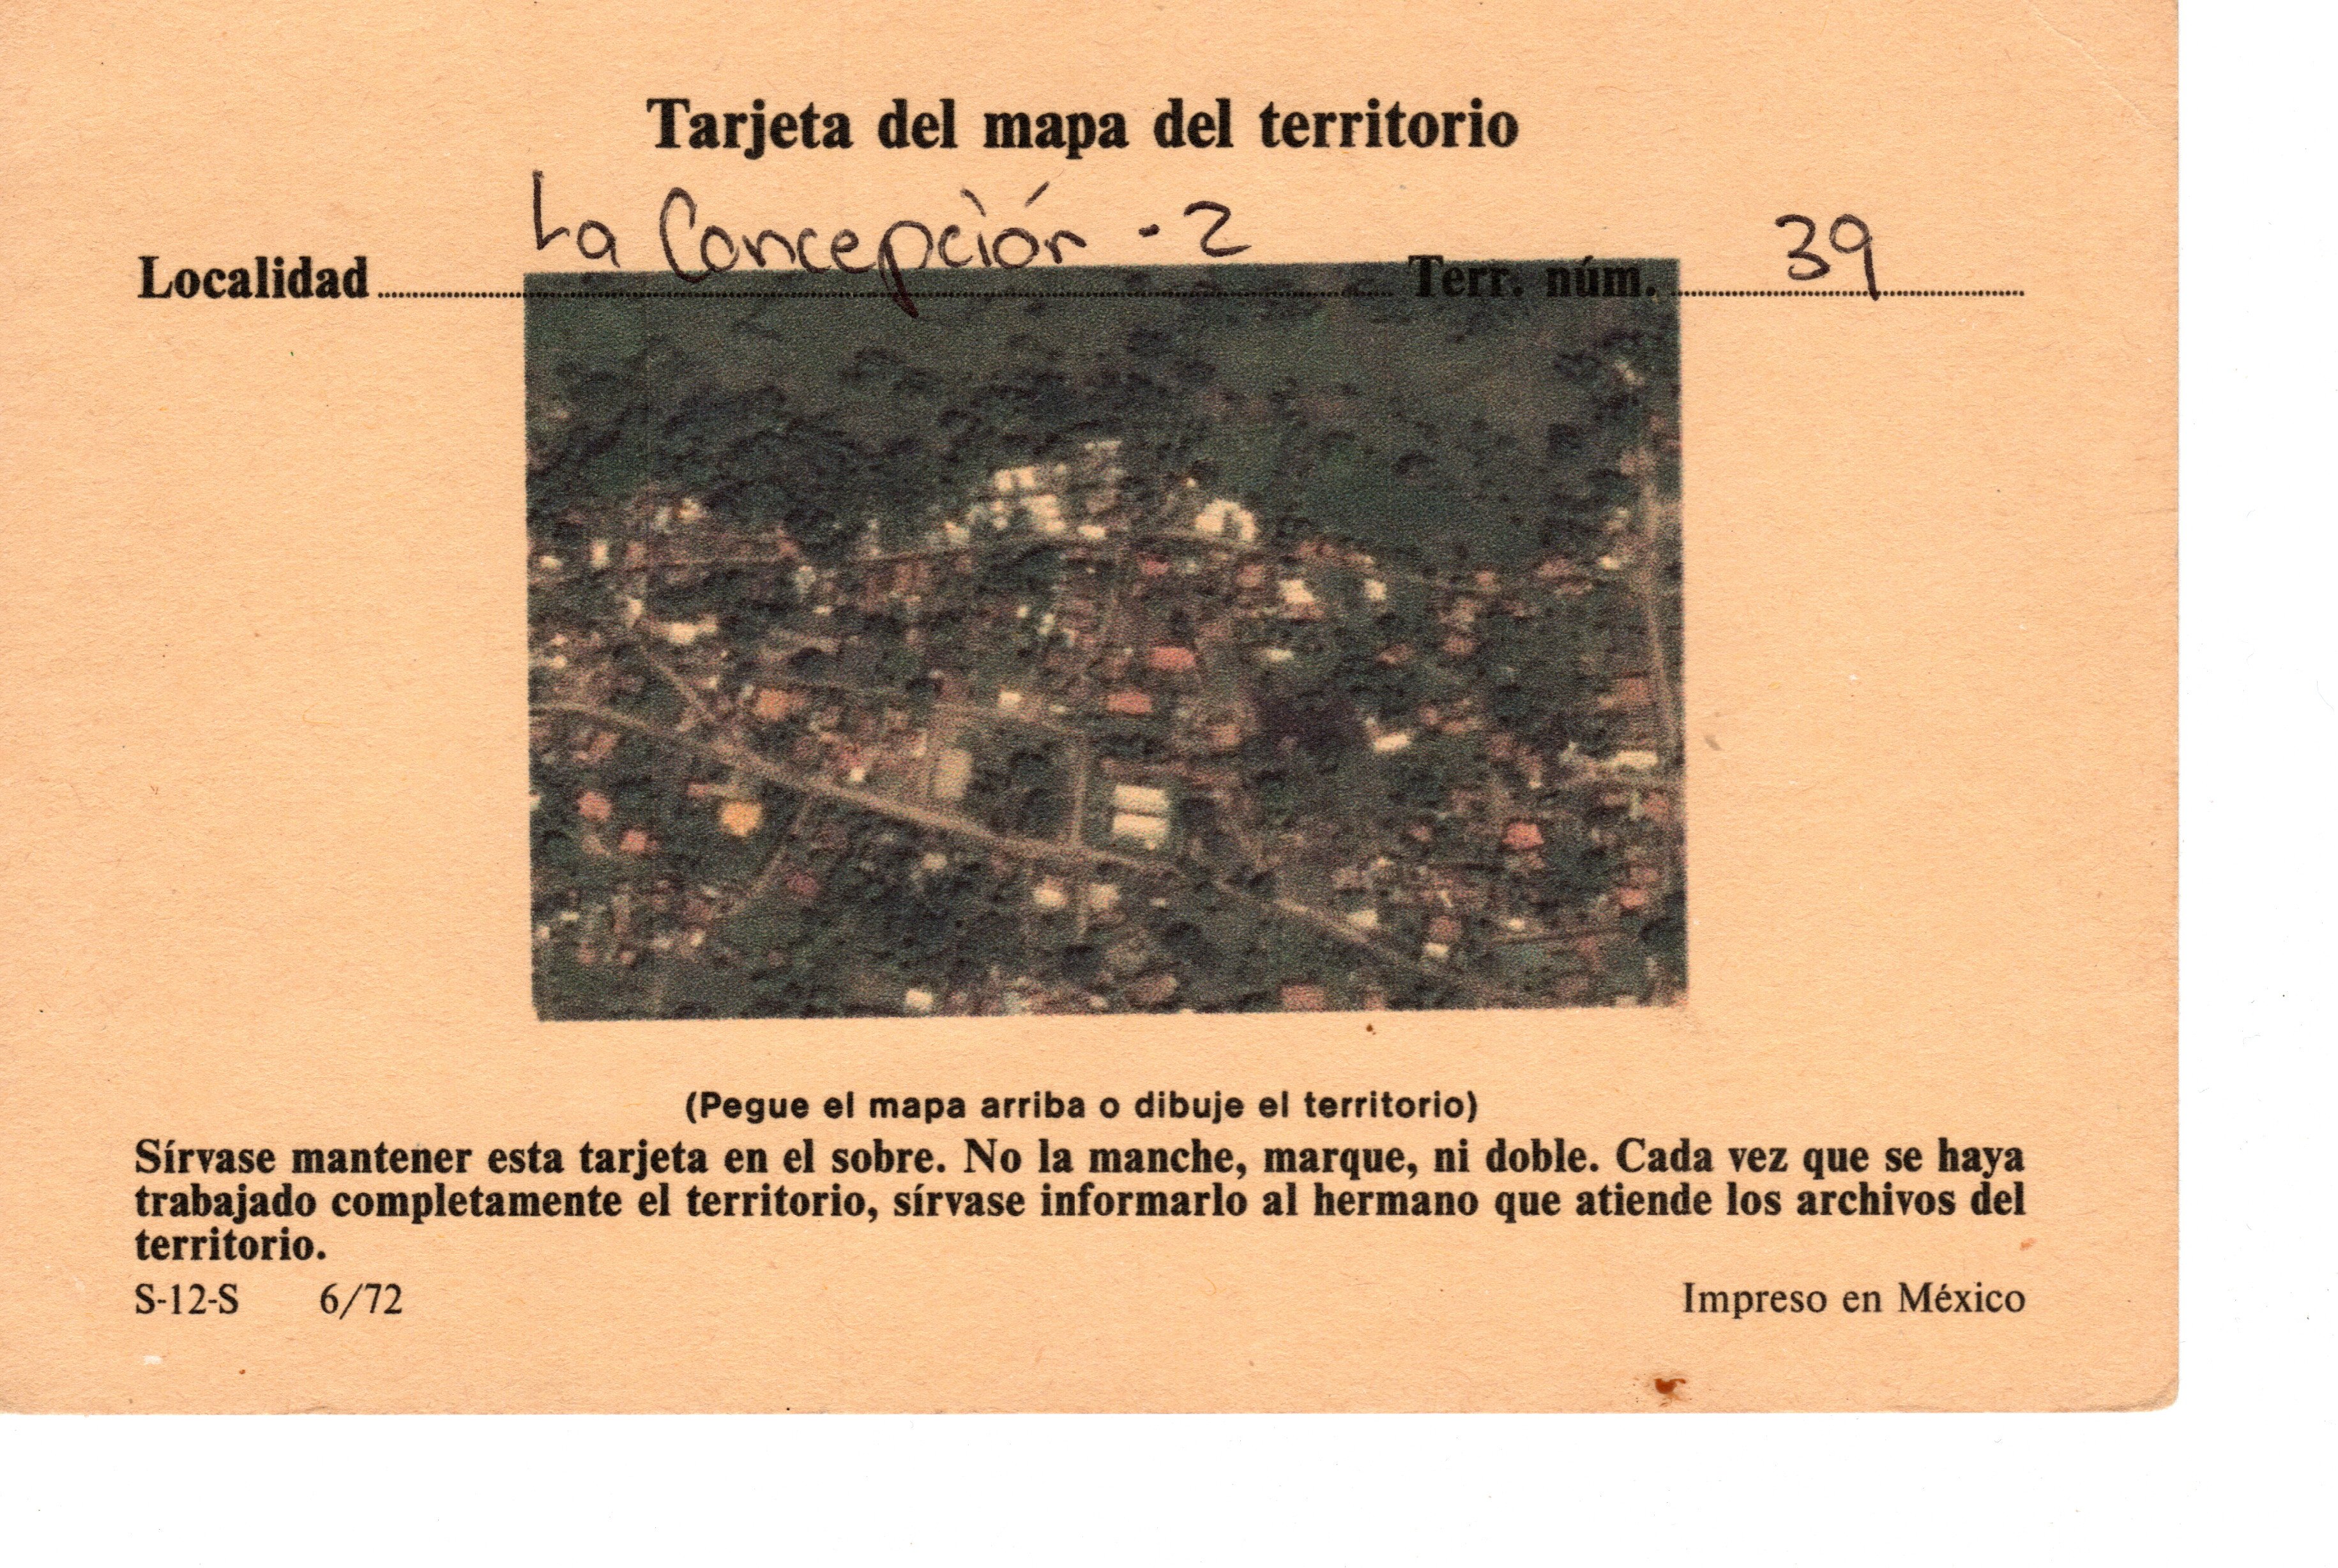 Tarjeta del mapa del territorio
Localidad La Concepción - 2 Terr. núm. 39
(Pegue el mapa arriba o dibuje el territorio)
Sírvase mantener esta tarjeta en el sobre. No la manche, marque, ni doble. Cada vez que se haya
trabajado completamente el territorio, sírvase informarlo al hermano que atiende los archivos del
territorio.
S-12-S 6/72 Impreso en México